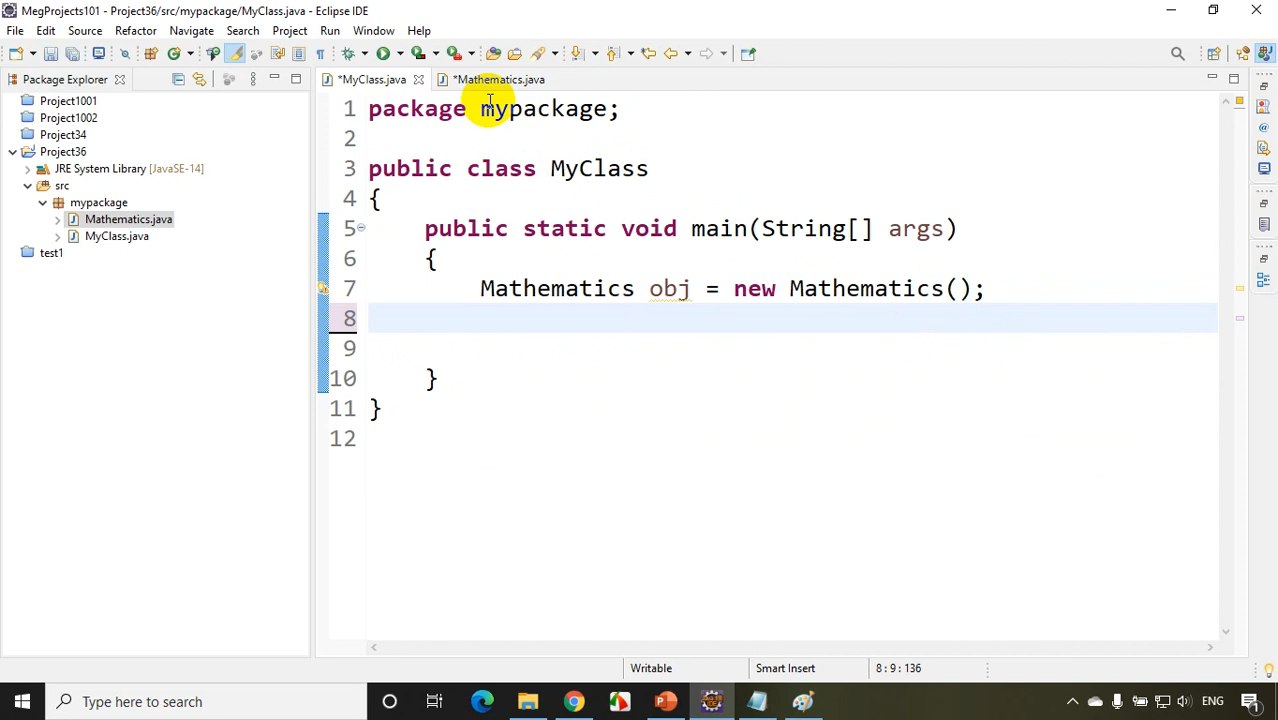 MegProjects101 - Project36/src/mypackage/MyClass.java - Eclipse IDE
File Edit Source Refactor Navigate Search Project Run Window Help
Package Explorer
*MyClass.java
*Mathematics.java
Project1001
Project1002
Project34
Project36
JRE System Library [JavaSE-14]
src
mypackage
Mathematics.java
MyClass.java
test1
1 package mypackage;
2
3 public class MyClass
4 {
5 public static void main(String[] args)
6 {
7 Mathematics obj = new Mathematics();
8
9
10 }
11 }
12
Writable
Smart Insert
8 : 9 : 136
Type here to search
ENG
1